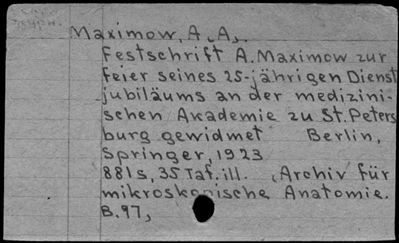 Maximow, A. A.
Festschrift A. Maximow zur
Feier seines 25-jährigen Dienst
jubiläums an der medizini-
schen Akademie zu St. Peters
burg gewidmet Berlin,
Springer, 1923
881 s, 35 Taf. ill. (Archiv für
mikroskopische Anatomie.
B. 97)